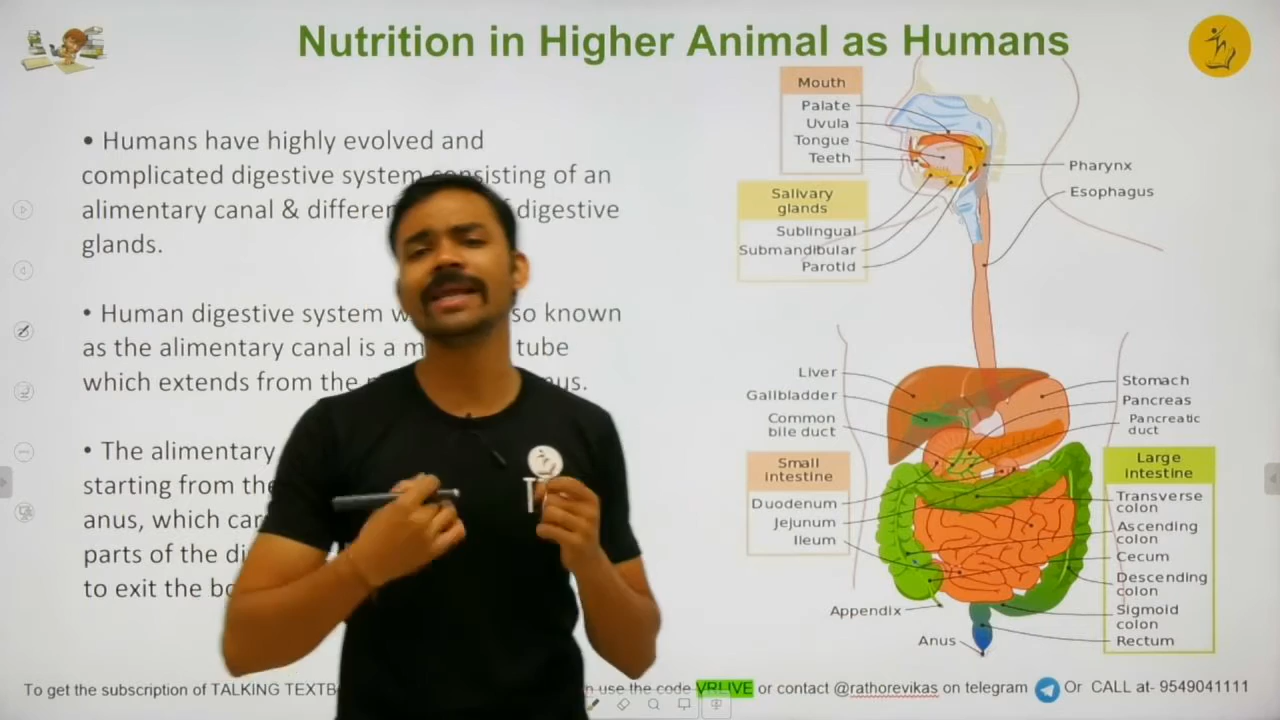 Nutrition in Higher Animal as Humans
• Humans have highly evolved and
complicated digestive system consisting of an
alimentary canal & differen of digestive
glands.
• Human digestive system w so known
as the alimentary canal is a m tube
which extends from the nus.
• The alimentary
starting from the
anus, which car
parts of the di
to exit the bo
Mouth
Palate
Uvula
Tongue
Teeth
Salivary
glands
Sublingual
Submandibular
Parotid
Pharynx
Esophagus
Liver
Gallbladder
Common
bile duct
Stomach
Pancreas
Pancreatic
duct
Small
intestine
Duodenum
Jejunum
Ileum
Large
intestine
Transverse
colon
Ascending
colon
Cecum
Descending
colon
Sigmoid
colon
Rectum
Appendix
Anus
To get the subscription of TALKING TEXTB n use the code VRLIVE or contact @rathorevikas on telegram Or CALL at- 9549041111